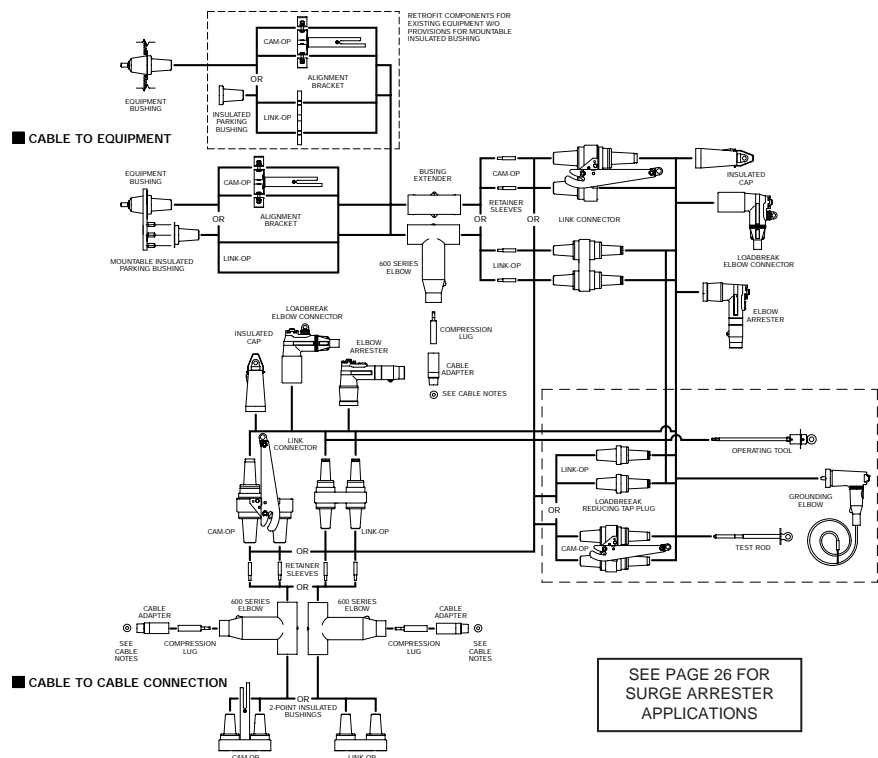 RETROFIT COMPONENTS FOR
EXISTING EQUIPMENT W/O
PROVISIONS FOR MOUNTABLE
INSULATED BUSHING
CAM-OP
OR
ALIGNMENT
BRACKET
EQUIPMENT
BUSHING
INSULATED
PARKING
BUSHING
LINK-OP
■ CABLE TO EQUIPMENT
EQUIPMENT
BUSHING
CAM-OP
OR
ALIGNMENT
BRACKET
MOUNTABLE INSULATED
PARKING BUSHING
LINK-OP
BUSING
EXTENDER
OR
600 SERIES
ELBOW
CAM-OP
RETAINER
SLEEVES
OR
OR
LINK CONNECTOR
LINK-OP
INSULATED
CAP
LOADBREAK
ELBOW CONNECTOR
ELBOW
ARRESTER
COMPRESSION
LUG
CABLE
ADAPTER
SEE CABLE NOTES
INSULATED
CAP
LOADBREAK
ELBOW CONNECTOR
ELBOW
ARRESTER
LINK
CONNECTOR
CAM-OP
LINK-OP
OPERATING TOOL
LINK-OP
LOADBREEAK
REDUCING TAP PLUG
OR
CAM-OP
GROUNDING
ELBOW
TEST ROD
OR
RETAINER
SLEEVES
OR
600 SERIES
ELBOW
600 SERIES
ELBOW
CABLE
ADAPTER
CABLE
ADAPTER
SEE
CABLE
NOTES
COMPRESSION
LUG
COMPRESSION
LUG
SEE
CABLE
NOTES
■ CABLE TO CABLE CONNECTION
OR
2-POINT INSULATED
BUSHINGS
CAM-OP
LINK-OP
SEE PAGE 26 FOR
SURGE ARRESTER
APPLICATIONS